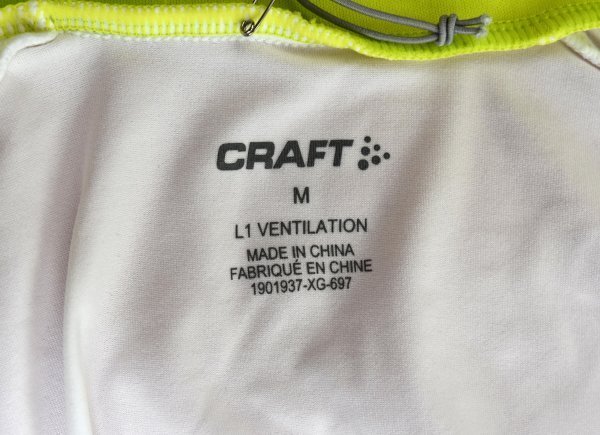 CRAFT
M
L1 VENTILATION
MADE IN CHINA
FABRIQUÉ EN CHINE
1901937-XG-697